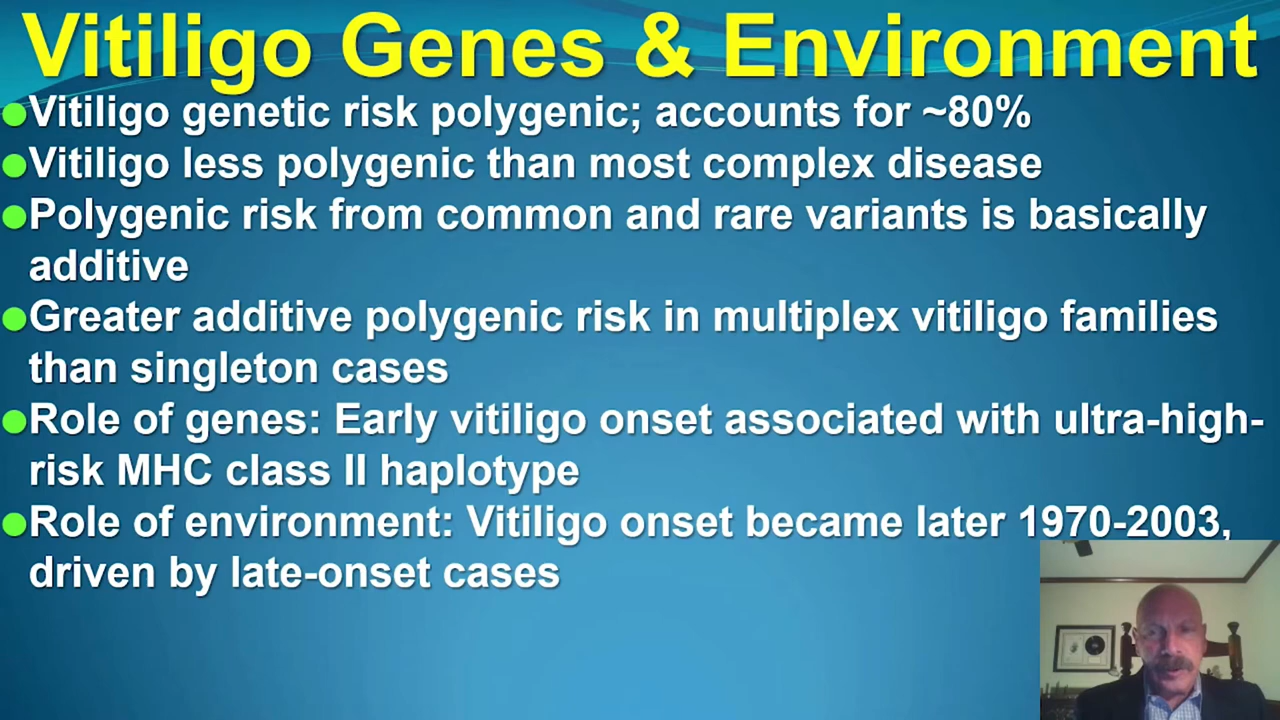 Vitiligo Genes & Environment
●Vitiligo genetic risk polygenic; accounts for ~80%
●Vitiligo less polygenic than most complex disease
●Polygenic risk from common and rare variants is basically
additive
●Greater additive polygenic risk in multiplex vitiligo families
than singleton cases
●Role of genes: Early vitiligo onset associated with ultra-high-
risk MHC class II haplotype
●Role of environment: Vitiligo onset became later 1970-2003,
driven by late-onset cases